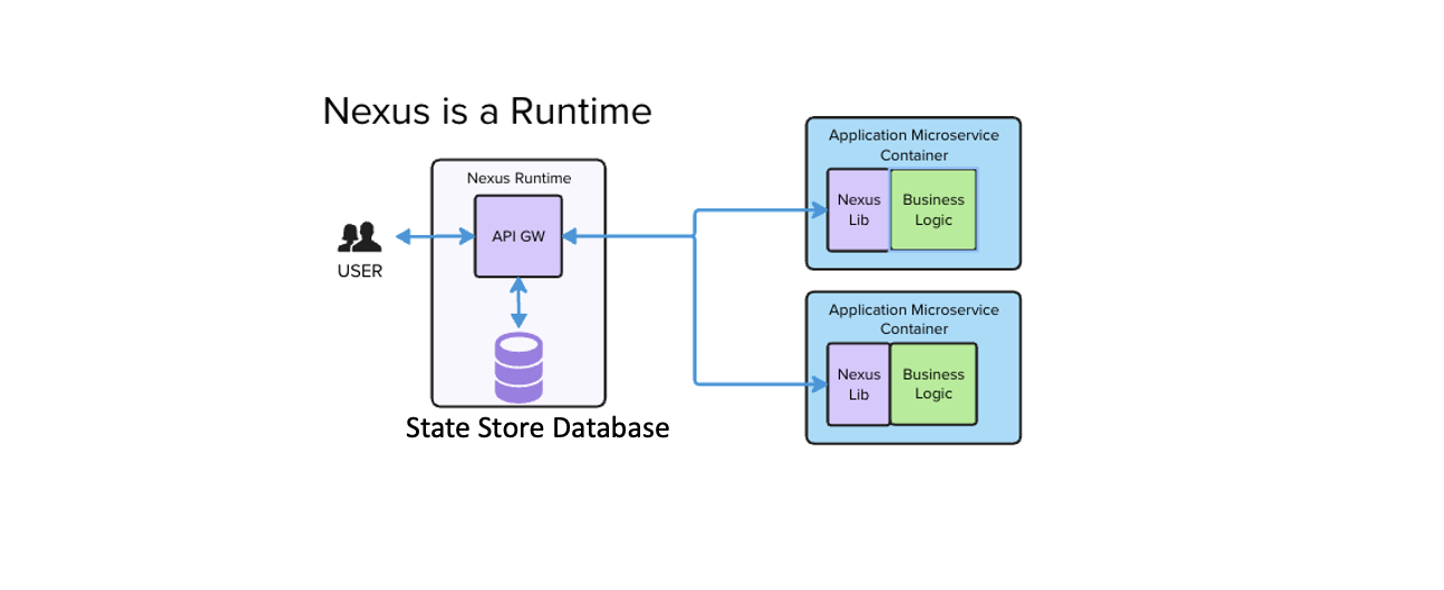 Nexus is a Runtime
Nexus Runtime
API GW
USER
State Store Database
Application Microservice
Container
Nexus
Lib
Business
Logic
Application Microservice
Container
Nexus
Lib
Business
Logic